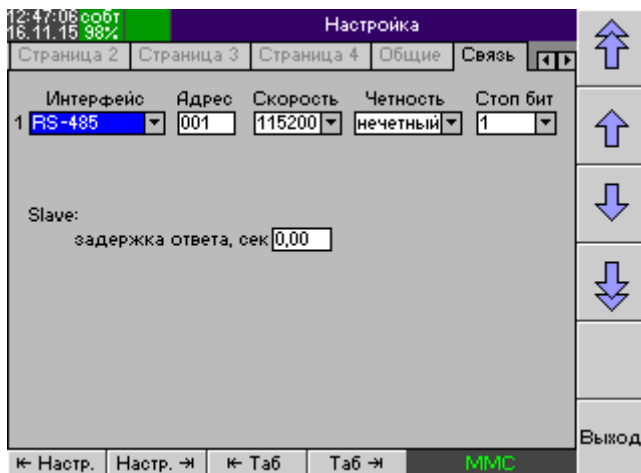 12:47:06 собт
16.11.15 98%
Настройка
Страница 2 Страница 3 Страница 4 Общие Связь
Интерфейс Адрес Скорость Четность Стоп бит
1 RS-485 001 115200 нечетный 1
Slave:
задержка ответа, сек 0,00
Выход
Настр. Настр. Таб Таб ММС